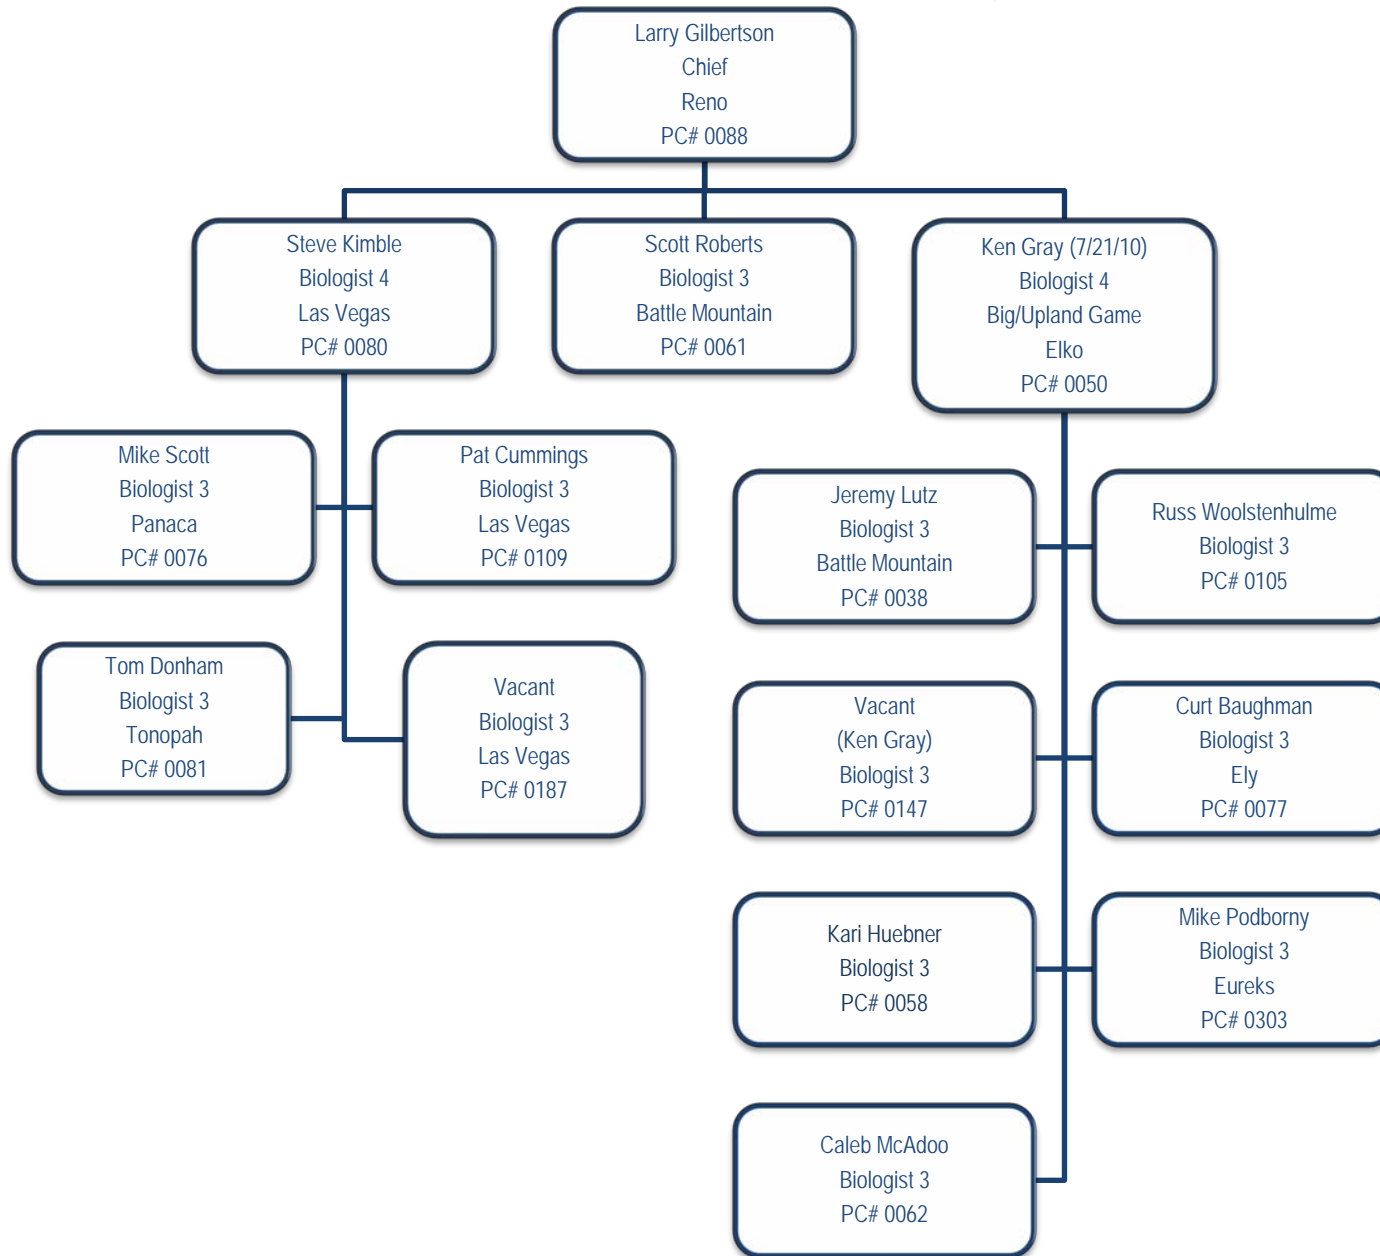 Larry Gilbertson
Chief
Reno
PC# 0088
Steve Kimble
Biologist 4
Las Vegas
PC# 0080
Scott Roberts
Biologist 3
Battle Mountain
PC# 0061
Ken Gray (7/21/10)
Biologist 4
Big/Upland Game
Elko
PC# 0050
Mike Scott
Biologist 3
Panaca
PC# 0076
Pat Cummings
Biologist 3
Las Vegas
PC# 0109
Jeremy Lutz
Biologist 3
Battle Mountain
PC# 0038
Russ Woolstenhulme
Biologist 3
PC# 0105
Tom Donham
Biologist 3
Tonopah
PC# 0081
Vacant
Biologist 3
Las Vegas
PC# 0187
Vacant
(Ken Gray)
Biologist 3
PC# 0147
Curt Baughman
Biologist 3
Ely
PC# 0077
Kari Huebner
Biologist 3
PC# 0058
Mike Podborny
Biologist 3
Eureks
PC# 0303
Caleb McAdoo
Biologist 3
PC# 0062